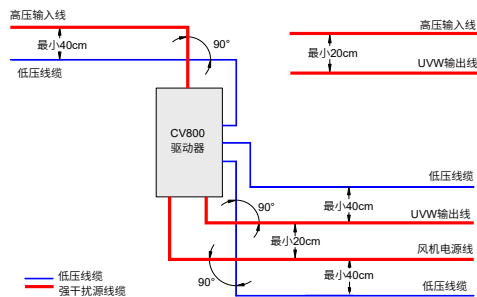 高压输入线
最小40cm
90°
低压线缆
高压输入线
最小20cm
UVW输出线
CV800
驱动器
低压线缆
最小40cm
90°
UVW输出线
最小20cm
风机电源线
90°
最小40cm
低压线缆
低压线缆
强干扰源线缆